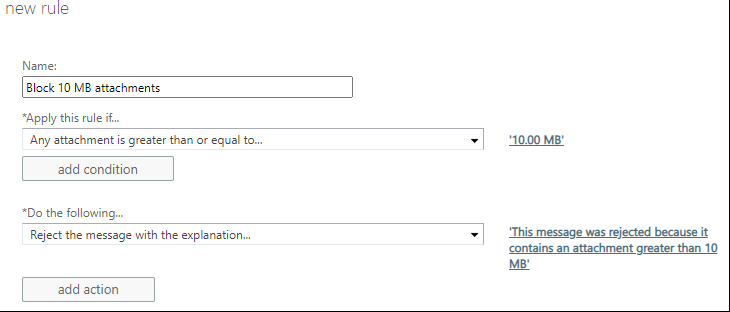 new rule
Name:
Block 10 MB attachments
*Apply this rule if...
Any attachment is greater than or equal to...
'10.00 MB'
add condition
*Do the following...
Reject the message with the explanation...
'This message was rejected because it
contains an attachment greater than 10
MB'
add action